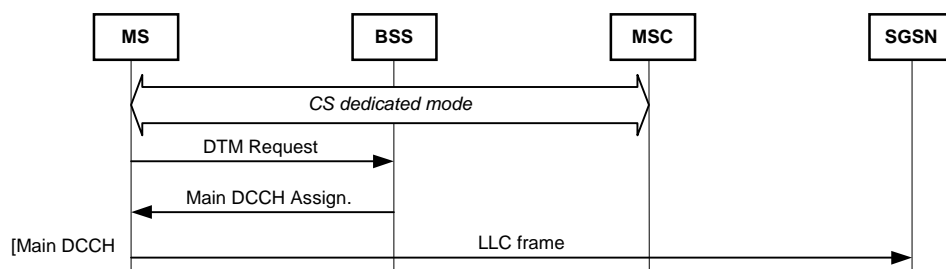 MS
BSS
MSC
SGSN
CS dedicated mode
DTM Request
Main DCCH Assign.
[Main DCCH
LLC frame